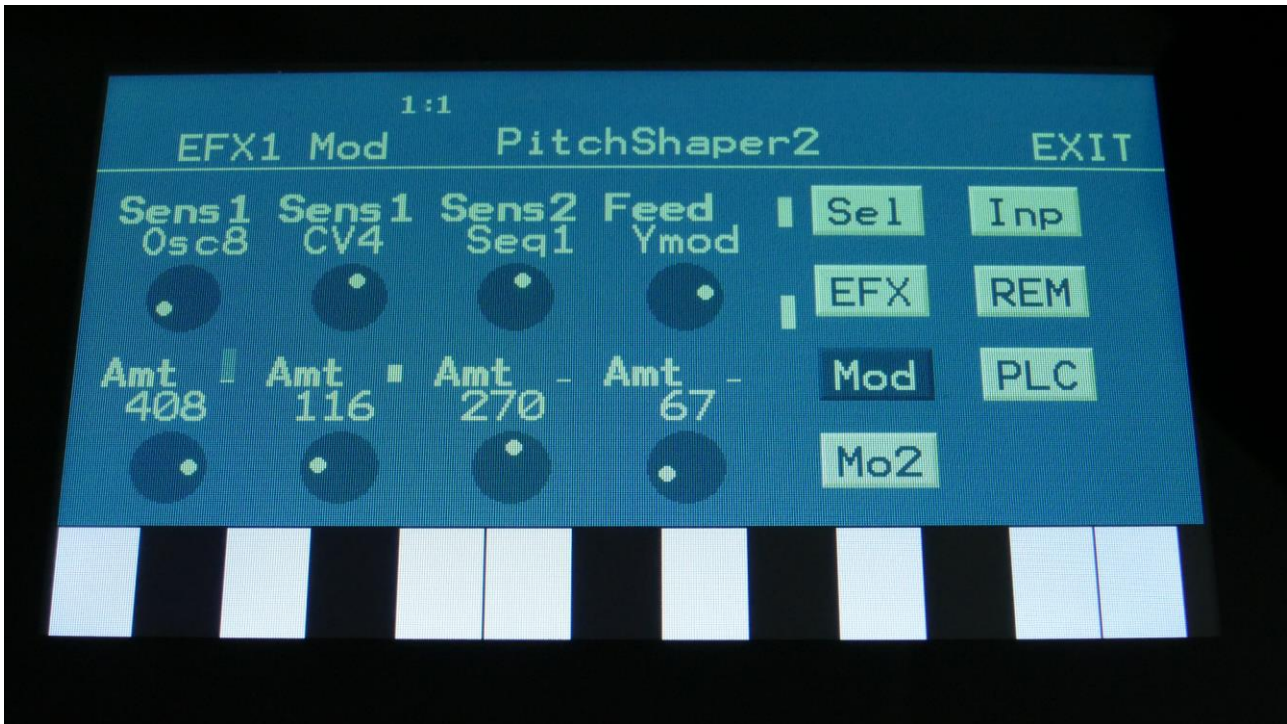 1:1
EFX1 Mod PitchShaper2 EXIT
Sens1 Sens1 Sens2 Feed Sel Inp
Osc8 CV4 Seq1 Ymod
EFX REM
Amt Amt Amt Amt Mod PLC
408 116 270 67
Mo2